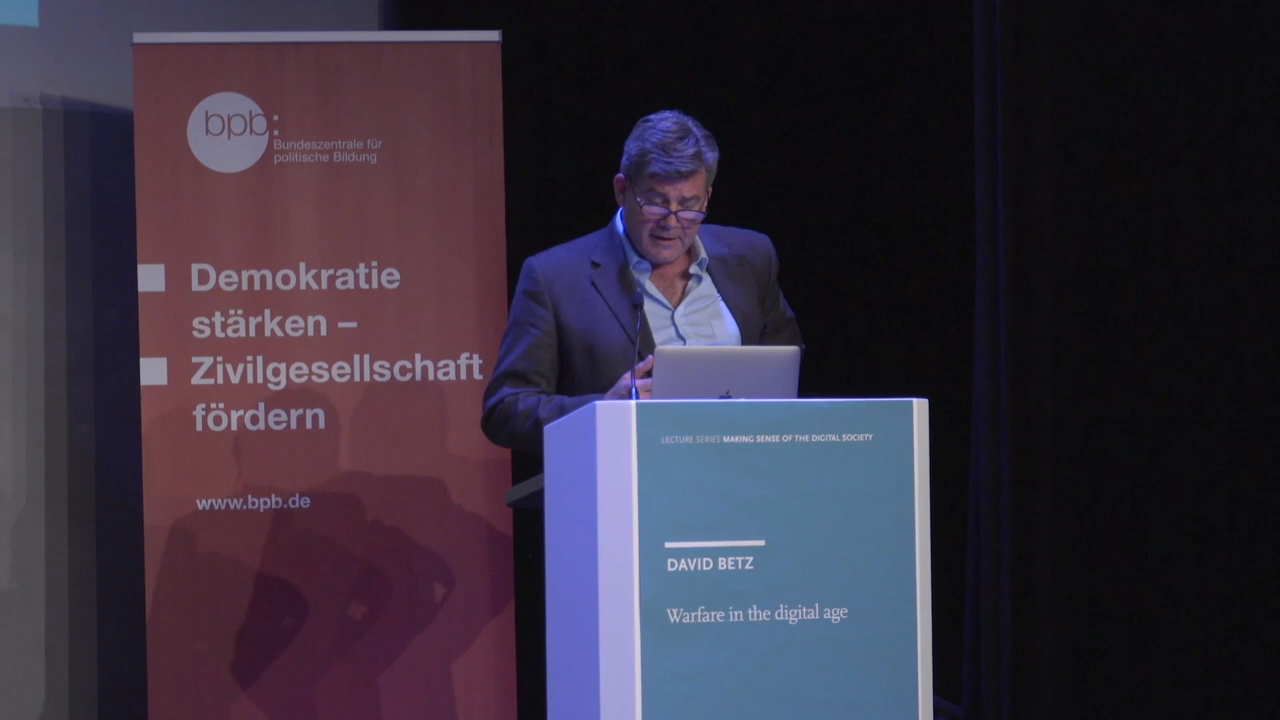 bpb:
Bundeszentrale für
politische Bildung
Demokratie
stärken –
Zivilgesellschaft
fördern
www.bpb.de
LECTURE SERIES MAKING SENSE OF THE DIGITAL SOCIETY
DAVID BETZ
Warfare in the digital age